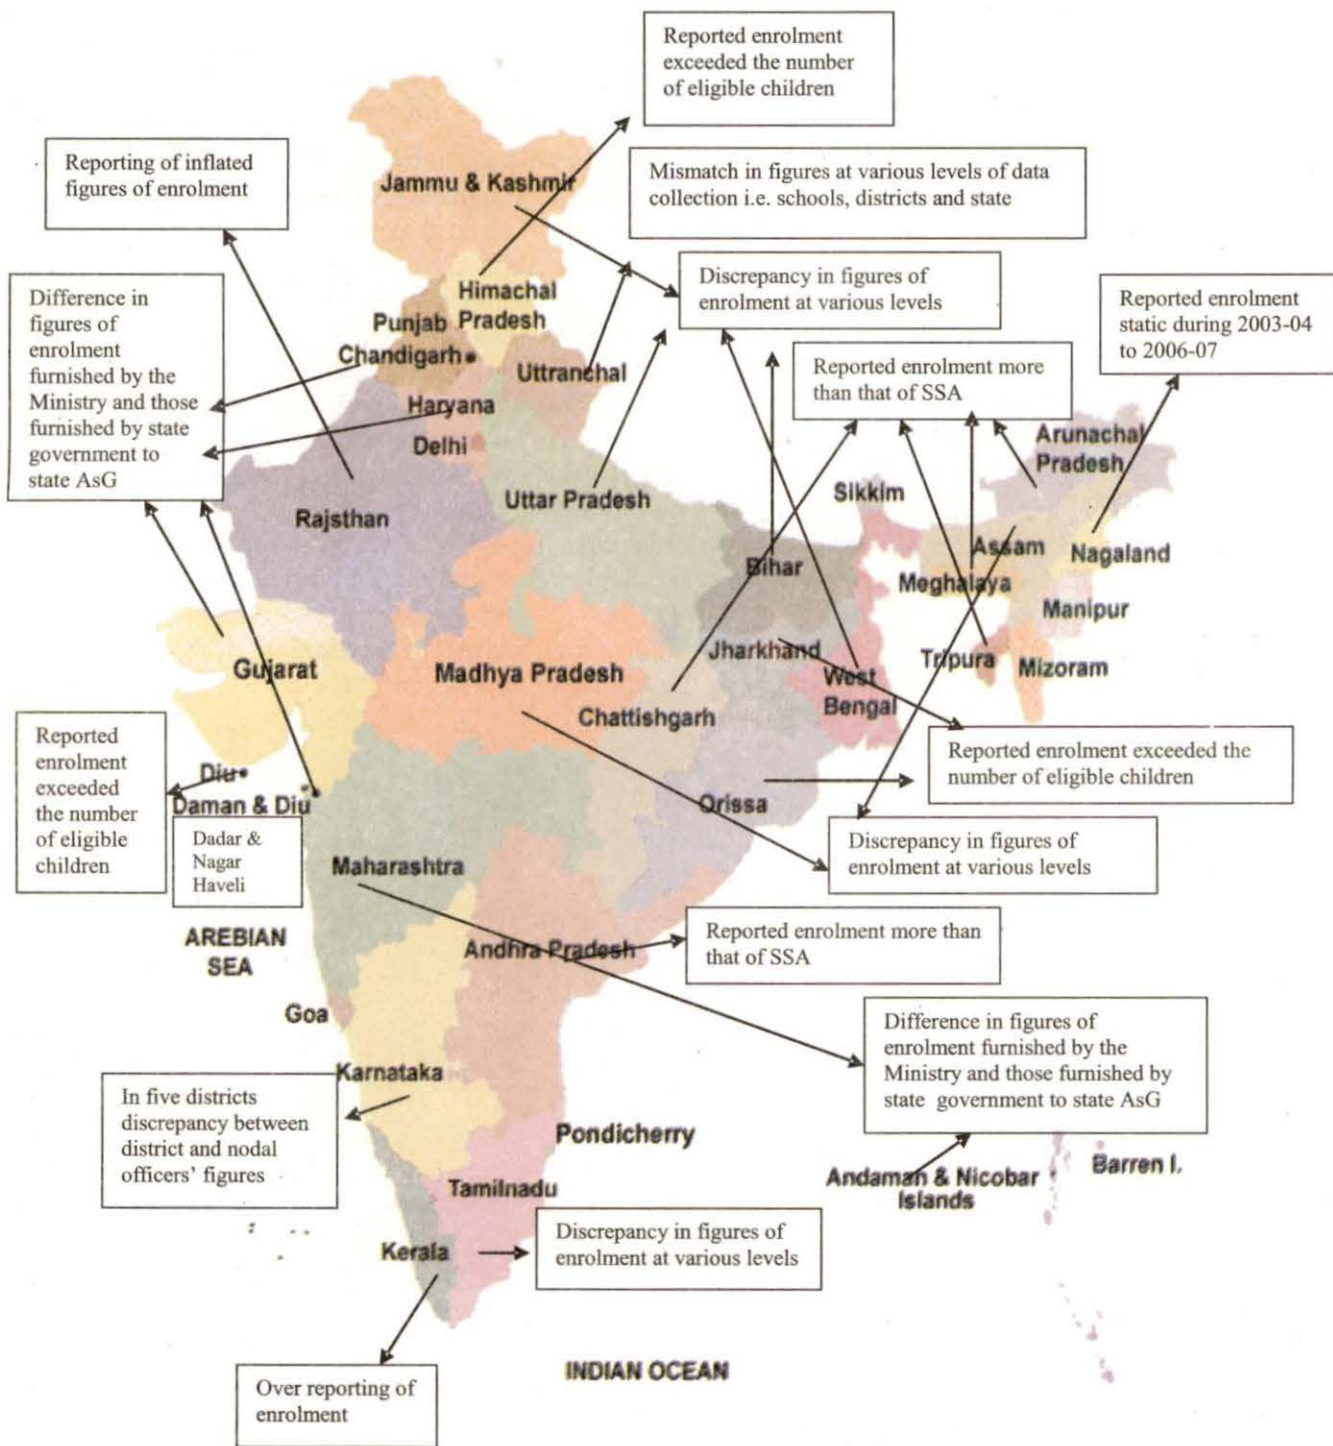 Reported enrolment
exceeded the number
of eligible children
Reporting of inflated
figures of enrolment
Mismatch in figures at various levels of data
collection i.e. schools, districts and state
Jammu & Kashmir
Discrepancy in figures of
enrolment at various levels
Difference in
figures of
enrolment
furnished by the
Ministry and those
furnished by state
government to
state AsG
Himachal
Pradesh
Punjab
Chandigarh
Uttranchal
Haryana
Delhi
Reported enrolment
static during 2003-04
to 2006-07
Reported enrolment more
than that of SSA
Arunachal
Pradesh
Sikkim
Rajsthan
Uttar Pradesh
Bihar
Assam
Nagaland
Meghalaya
Manipur
Jharkhand
Tripura
Mizoram
Gujarat
Madhya Pradesh
West
Bengal
Chattishgarh
Reported
enrolment
exceeded
the number
of eligible
children
Diu
Daman & Diu
Dadar &
Nagar
Haveli
Reported enrolment exceeded the
number of eligible children
Orissa
Discrepancy in figures of
enrolment at various levels
Maharashtra
AREBIAN
SEA
Andhra Pradesh
Reported enrolment more than
that of SSA
Goa
Difference in figures of
enrolment furnished by the
Ministry and those furnished by
state government to state AsG
Karnataka
In five districts
discrepancy between
district and nodal
officers' figures
Pondicherry
Andaman & Nicobar
Islands
Barren I.
Tamilnadu
Kerala
Discrepancy in figures of
enrolment at various levels
INDIAN OCEAN
Over reporting of
enrolment